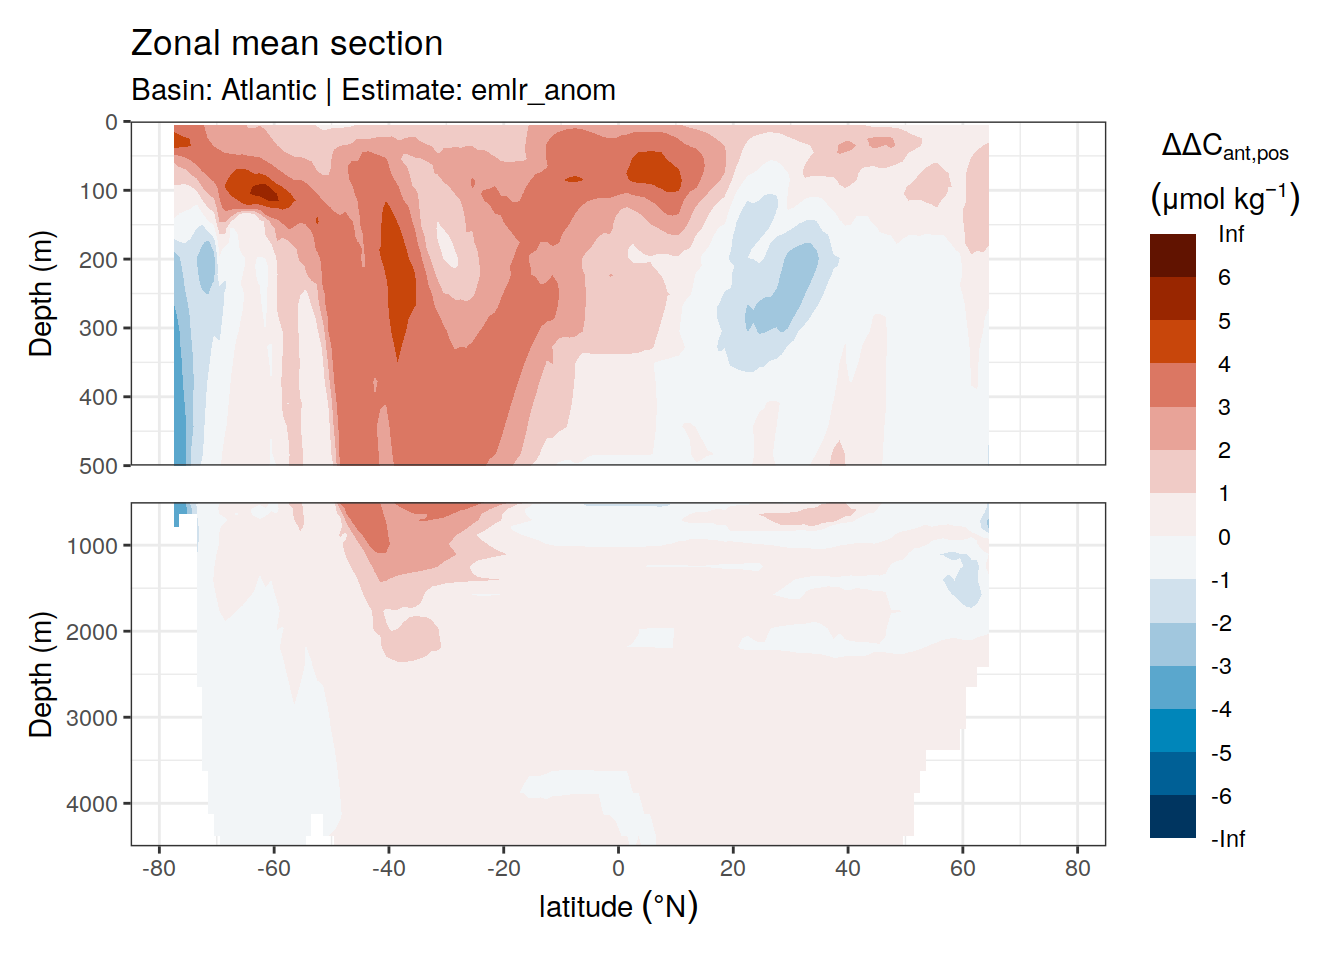 Zonal mean section
Basin: Atlantic | Estimate: emlr_anom
0
100
200
300
400
500
Depth (m)
1000
2000
3000
4000
Depth (m)
-80 -60 -40 -20 0 20 40 60 80
latitude (°N)
ΔΔCant,pos
(μmol kg⁻¹)
Inf
6
5
4
3
2
1
0
-1
-2
-3
-4
-5
-6
-Inf